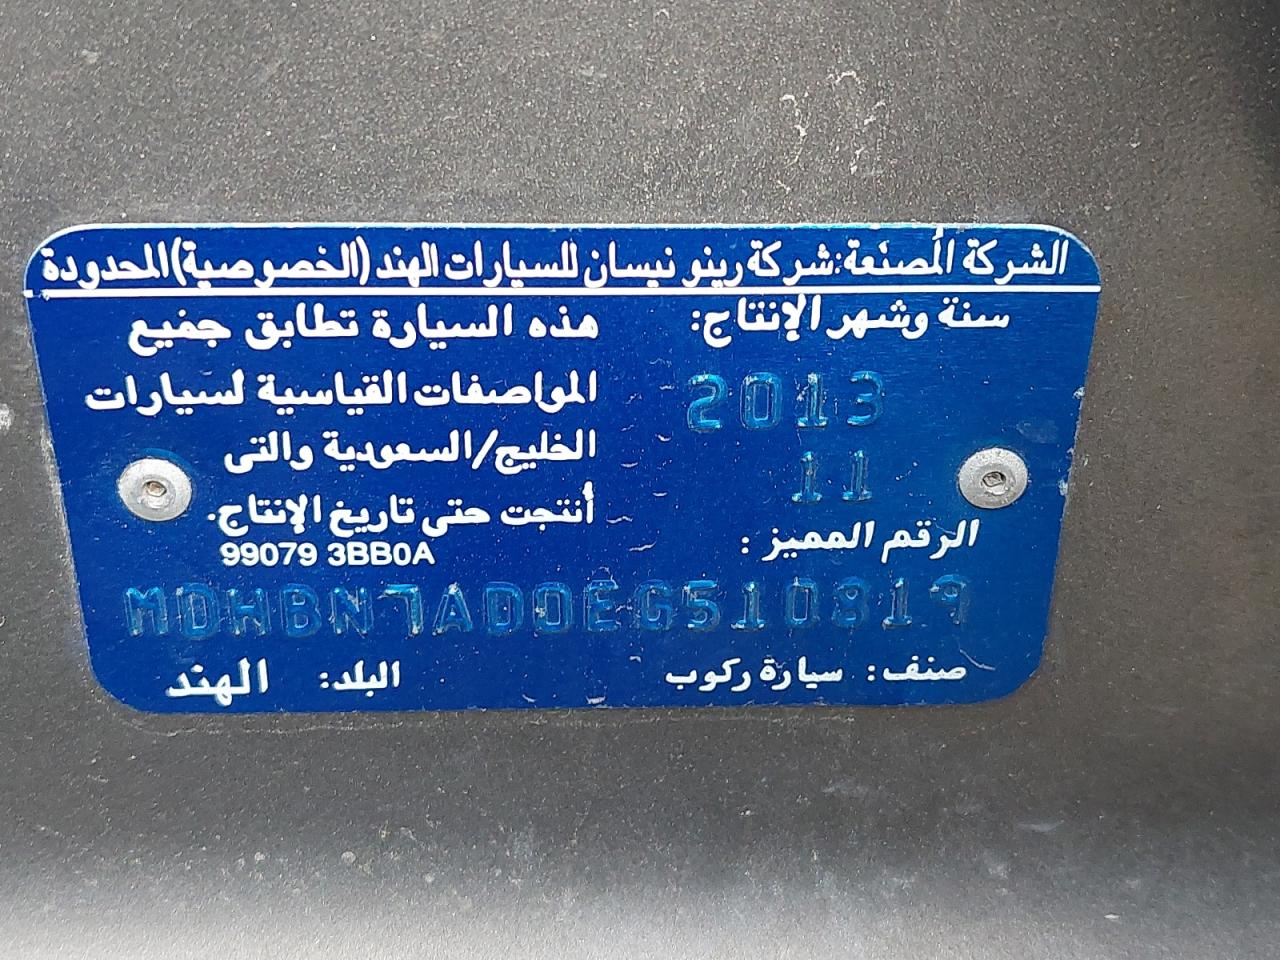 الشركة المصنعة: شركة رينو نيسان للسيارات الهند (الخصوصية) المحدودة
سنة وشهر الإنتاج:
2013
11
الرقم المميز :
هذه السيارة تطابق جميع
المواصفات القياسية لسيارات
الخليج/السعودية والتى
أنتجت حتى تاريخ الإنتاج.
99079 3BB0A
MDHBN7AD0EG510819
صنف: سيارة ركوب
البلد: الهند